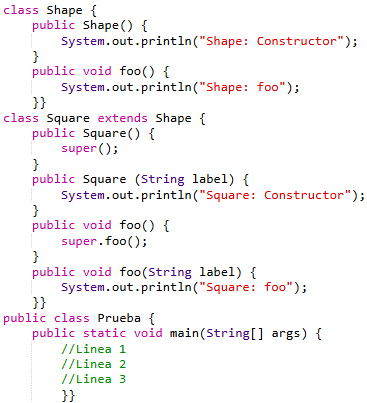 class Shape {
    public Shape() {
        System.out.println("Shape: Constructor");
    }
    public void foo() {
        System.out.println("Shape: foo");
    }}
class Square extends Shape {
    public Square() {
        super();
    }
    public Square (String label) {
        System.out.println("Square: Constructor");
    }
    public void foo() {
        super.foo();
    }
    public void foo(String label) {
        System.out.println("Square: foo");
    }}
public class Prueba {
    public static void main(String[] args) {
        //Linea 1
        //Linea 2
        //Linea 3
        }}